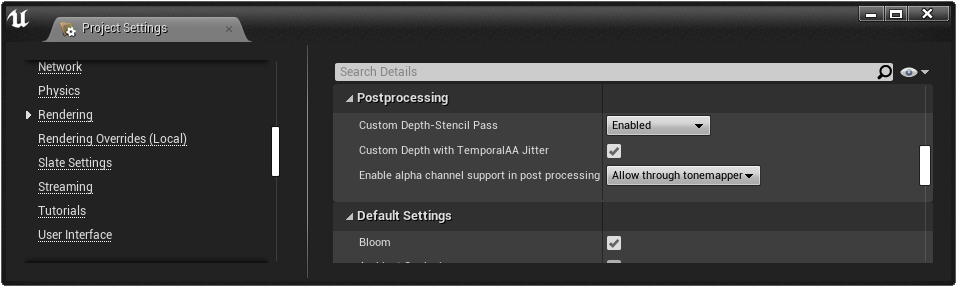 Project Settings
Network
Physics
Rendering
Rendering Overrides (Local)
Slate Settings
Streaming
Tutorials
User Interface
Search Details
Postprocessing
Custom Depth-Stencil Pass Enabled
Custom Depth with TemporalAA Jitter
Enable alpha channel support in post processing Allow through tonemapper
Default Settings
Bloom